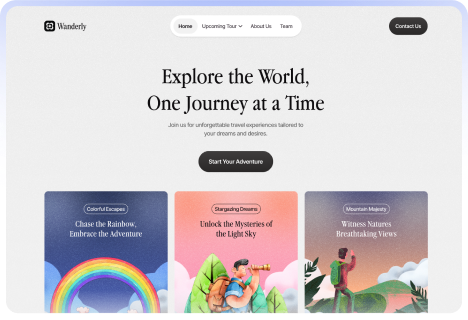 Wanderly
Home
Upcoming Tour
About Us
Team
Contact Us
Explore the World,
One Journey at a Time
Join us for unforgettable travel experiences tailored to
your dreams and desires.
Start Your Adventure
Colorful Escapes
Chase the Rainbow,
Embrace the Adventure
Stargazing Dreams
Unlock the Mysteries of
the Light Sky
Mountain Majesty
Witness Natures
Breathtaking Views